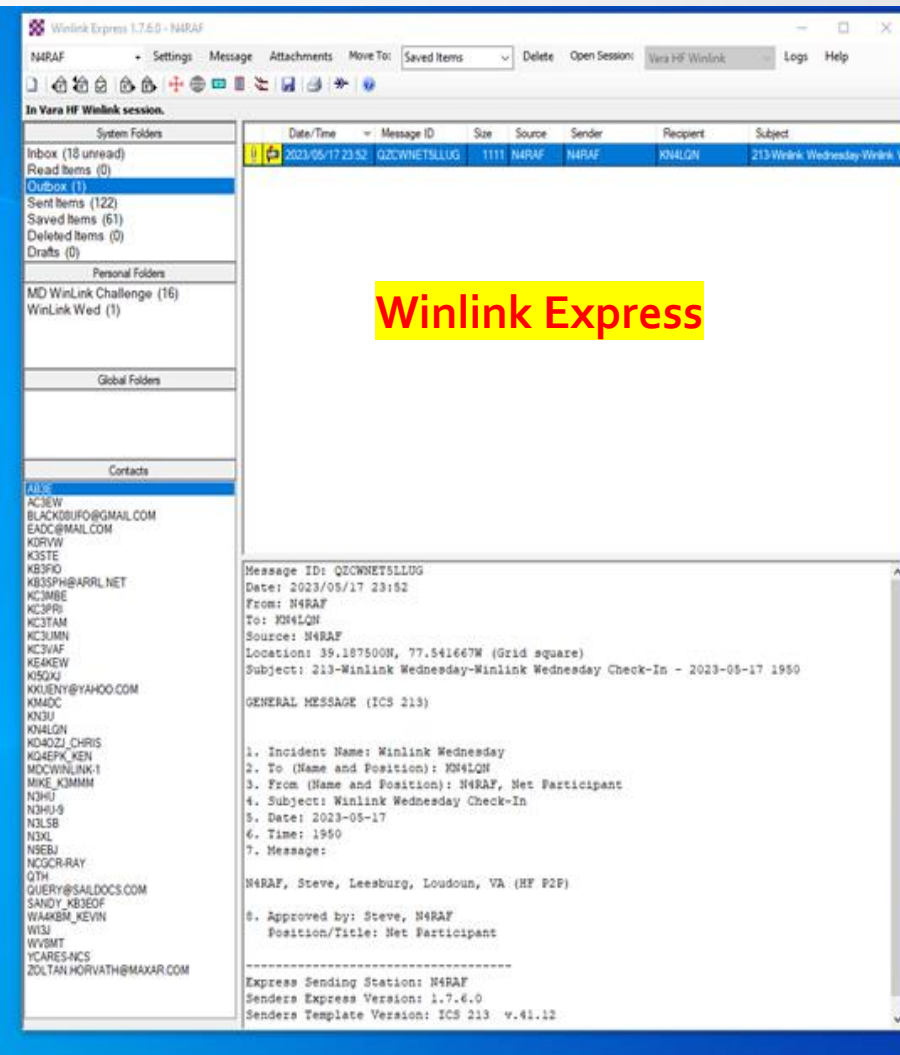 Winlink Express 1.7.6.0 - N4RAF
N4RAF Settings Message Attachments Move To: Saved Items Delete Open Session: Vara HF Winlink Logs Help
In Vara HF Winlink session.
System Folders
Inbox (18 unread)
Read Items (0)
Outbox (1)
Sent Items (122)
Saved Items (61)
Deleted Items (0)
Drafts (0)
Personal Folders
MD WinLink Challenge (16)
WinLink Wed (1)
Global Folders
Contacts
AB3E
AC3EW
BLACK08UFO@GMAIL.COM
EADC@MAIL.COM
K0RVW
K3STE
KB3FIO
KB3SPH@ARRL.NET
KC3MBE
KC3PRI
KC3TAM
KC3UMN
KC3VAF
KE4KEW
KI5QXJ
KKUENY@YAHOO.COM
KM4DC
KN3U
KN4LQN
KO4OZJ_CHRIS
KQ4EPK_KEN
MDCWINLINK-1
MIKE_K3MMM
N3HU
N3HU-9
N3LSB
N3XL
N9EBJ
NCGCR-RAY
QTH
QUERY@SAILDOCS.COM
SANDY_KB3EOF
WA4KBM_KEVIN
WI3J
WV8MT
YCARES-NCS
ZOLTAN.HORVATH@MAXAR.COM
Date/Time Message ID Size Source Sender Recipient Subject
2023/05/17 23:52 QZCWNET5LLUG 1111 N4RAF N4RAF KN4LQN 213-Winlink Wednesday-Winlink
Winlink Express
Message ID: QZCWNET5LLUG
Date: 2023/05/17 23:52
From: N4RAF
To: KN4LQN
Source: N4RAF
Location: 39.187500N, 77.541667W (Grid square)
Subject: 213-Winlink Wednesday-Winlink Wednesday Check-In - 2023-05-17 1950
GENERAL MESSAGE (ICS 213)
1. Incident Name: Winlink Wednesday
2. To (Name and Position): KN4LQN
3. From (Name and Position): N4RAF, Net Participant
4. Subject: Winlink Wednesday Check-In
5. Date: 2023-05-17
6. Time: 1950
7. Message:
N4RAF, Steve, Leesburg, Loudoun, VA (HF P2P)
8. Approved by: Steve, N4RAF
Position/Title: Net Participant
-------------------------------------
Express Sending Station: N4RAF
Senders Express Version: 1.7.6.0
Senders Template Version: ICS 213 v.41.12